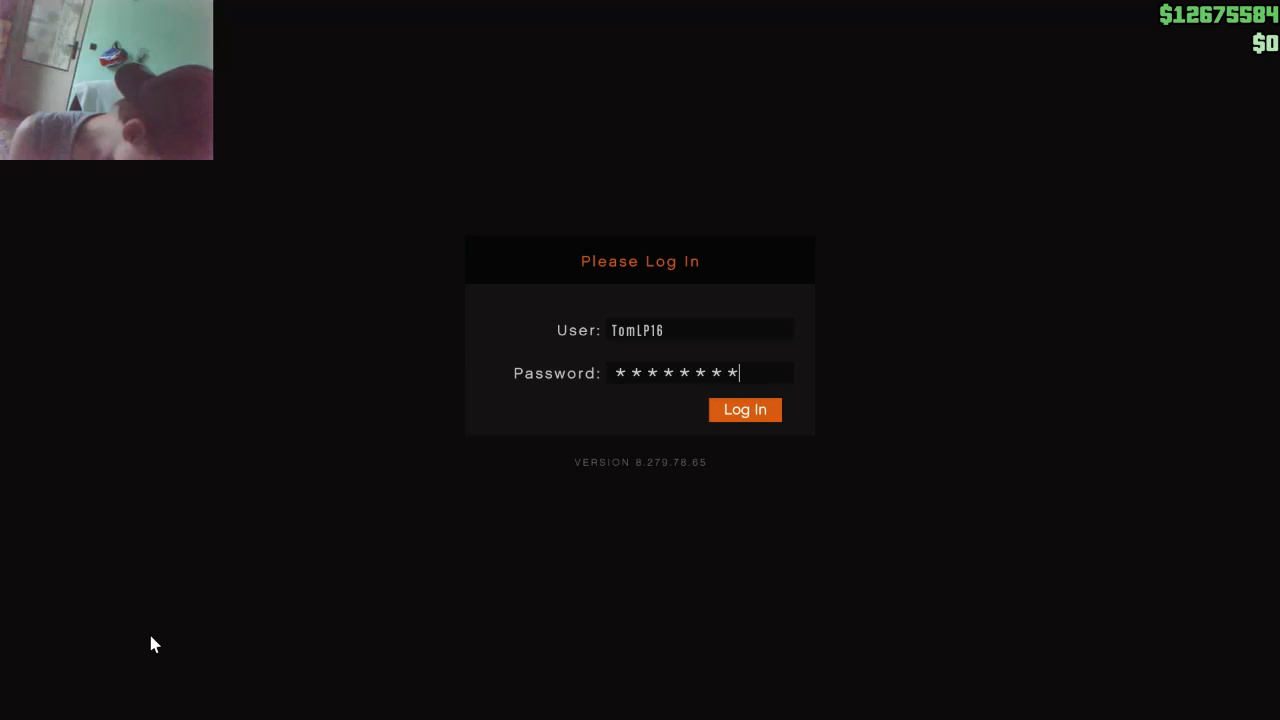 $12675584
$0
Please Log In
User: TomLP16
Password: ********
Log In
VERSION 8.279.78.65